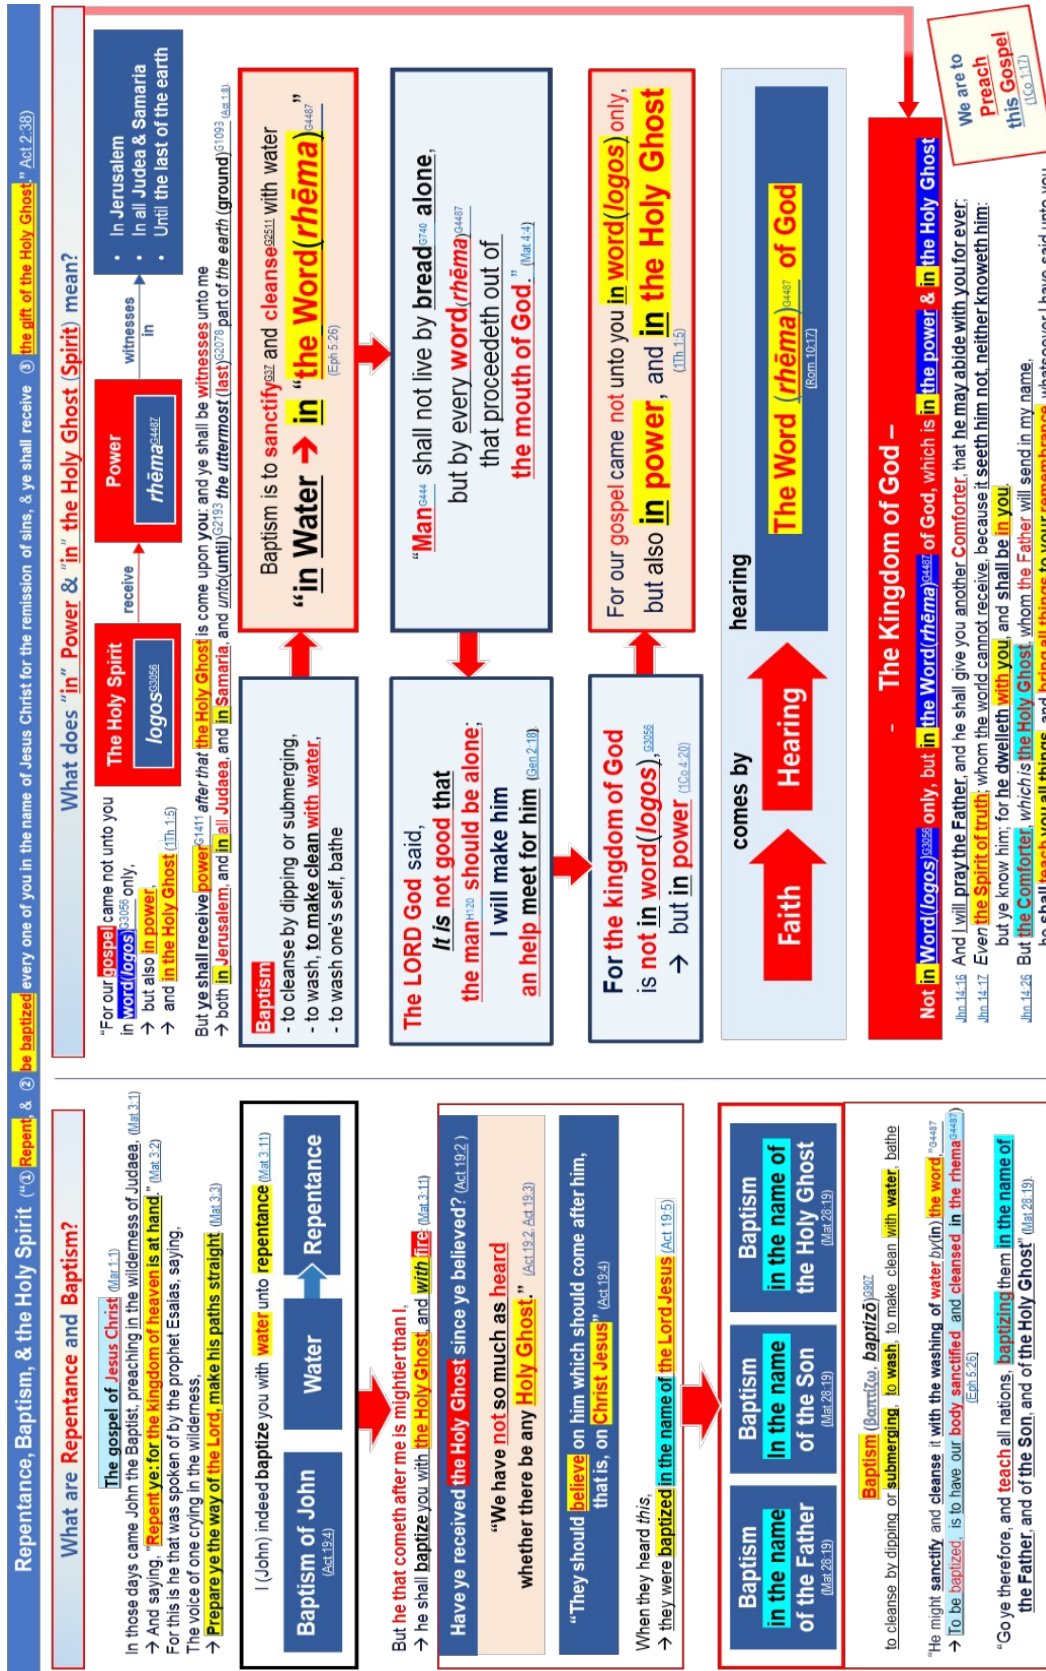 Repentance, Baptism, & the Holy Spirit ("① Repent, & ② be baptized every one of you in the name of Jesus Christ for the remission of sins, & ye shall receive ③ the gift of the Holy Ghost." Act 2:38)
What are Repentance and Baptism?
The gospel of Jesus Christ (Mar 1:1)
In those days came John the Baptist, preaching in the wilderness of Judaea, (Mat 3:1)
→ And saying, "Repent ye: for the kingdom of heaven is at hand." (Mat 3:2)
For this is he that was spoken of by the prophet Esaias, saying,
The voice of one crying in the wilderness,
→ Prepare ye the way of the Lord, make his paths straight (Mat 3:3)
I (John) indeed baptize you with water unto repentance (Mat 3:11)
Baptism of John
(Act 19:4)
Water
Repentance
But he that cometh after me is mightier than I,
→ he shall baptize you with the Holy Ghost, and with fire: (Mat 3:11)
Have ye received the Holy Ghost since ye believed? (Act 19:2)
"We have not so much as heard
whether there be any Holy Ghost." (Act 19:2, Act 19:3)
"They should believe on him which should come after him,
that is, on Christ Jesus" (Act 19:4)
When they heard this,
→ they were baptized in the name of the Lord Jesus (Act 19:5)
Baptism
in the name
of the Father
(Mat 28:19)
Baptism
In the name
of the Son
(Mat 28:19)
Baptism
in the name of
the Holy Ghost
(Mat 28:19)
Baptism (βαπτίζω, baptizō)G907
to cleanse by dipping or submerging, to wash, to make clean with water, bathe
"He might sanctify and cleanse it with the washing of water by(in) the word,"G4487
→ To be baptized, is to have our body sanctified and cleansed in the rhemaG4487)
(Eph 5:26)
"Go ye therefore, and teach all nations, baptizing them in the name of
the Father, and of the Son, and of the Holy Ghost" (Mat 28:19)
What does "in" Power & "in" the Holy Ghost (Spirit) mean?
"For our gospel came not unto you
in word(logos)G3056 only,
→ but also in power,
→ and in the Holy Ghost (1Th 1:5)
The Holy Spirit
logosG3056
receive
Power
rhēmaG4487
witnesses
in
• In Jerusalem
• In all Judea & Samaria
• Until the last of the earth
But ye shall receive powerG1411 after that the Holy Ghost is come upon you: and ye shall be witnesses unto me
→ both in Jerusalem, and in all Judaea, and in Samaria, and unto(until)G2193 the uttermost (last)G2078 part of the earth (ground)G1093 (Act 1:8)
Baptism
- to cleanse by dipping or submerging,
- to wash, to make clean with water,
- to wash one's self, bathe
Baptism is to sanctifyG37 and cleanseG2511 with water
"in Water → in "the Word(rhēma)"G4487
(Eph 5:26)
The LORD God said,
It is not good that
the manH120 should be alone;
I will make him
an help meet for him (Gen 2:18)
"ManG444 shall not live by breadG740 alone,
but by every word(rhēma)G4487
that proceedeth out of
the mouth of God." (Mat 4:4)
For the kingdom of God
is not in word(logos),G3056
→ but in power (1Co 4:20)
For our gospel came not unto you in word(logos) only,
but also in power, and in the Holy Ghost
(1Th 1:5)
comes by
hearing
Faith
Hearing
The Word (rhēma)G4487 of God
(Rom 10:17)
- The Kingdom of God –
Not in Word(logos)G3056 only, but in the Word(rhēma)G4487 of God, which is in the power & in the Holy Ghost
We are to
Preach
this Gospel
(1Co 1:17)
Jhn 14:16 And I will pray the Father, and he shall give you another Comforter, that he may abide with you for ever;
Jhn 14:17 Even the Spirit of truth; whom the world cannot receive, because it seeth him not, neither knoweth him:
but ye know him; for he dwelleth with you, and shall be in you.
Jhn 14:26 But the Comforter, which is the Holy Ghost, whom the Father will send in my name,
he shall teach you all things, and bring all things to your remembrance, whatsoever I have said unto you